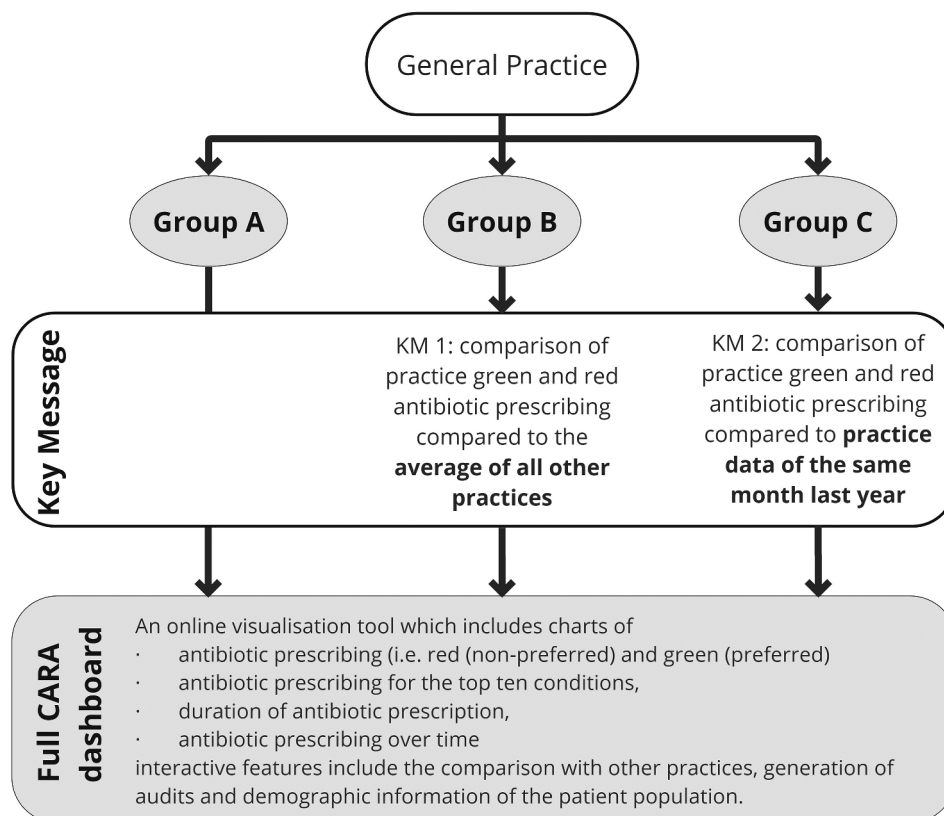 General Practice
Group A
Group B
Group C
Key Message
KM 1: comparison of
practice green and red
antibiotic prescribing
compared to the
average of all other
practices
KM 2: comparison of
practice green and red
antibiotic prescribing
compared to practice
data of the same
month last year
Full CARA
dashboard
An online visualisation tool which includes charts of
· antibiotic prescribing (i.e. red (non-preferred) and green (preferred)
· antibiotic prescribing for the top ten conditions,
· duration of antibiotic prescription,
· antibiotic prescribing over time
interactive features include the comparison with other practices, generation of
audits and demographic information of the patient population.